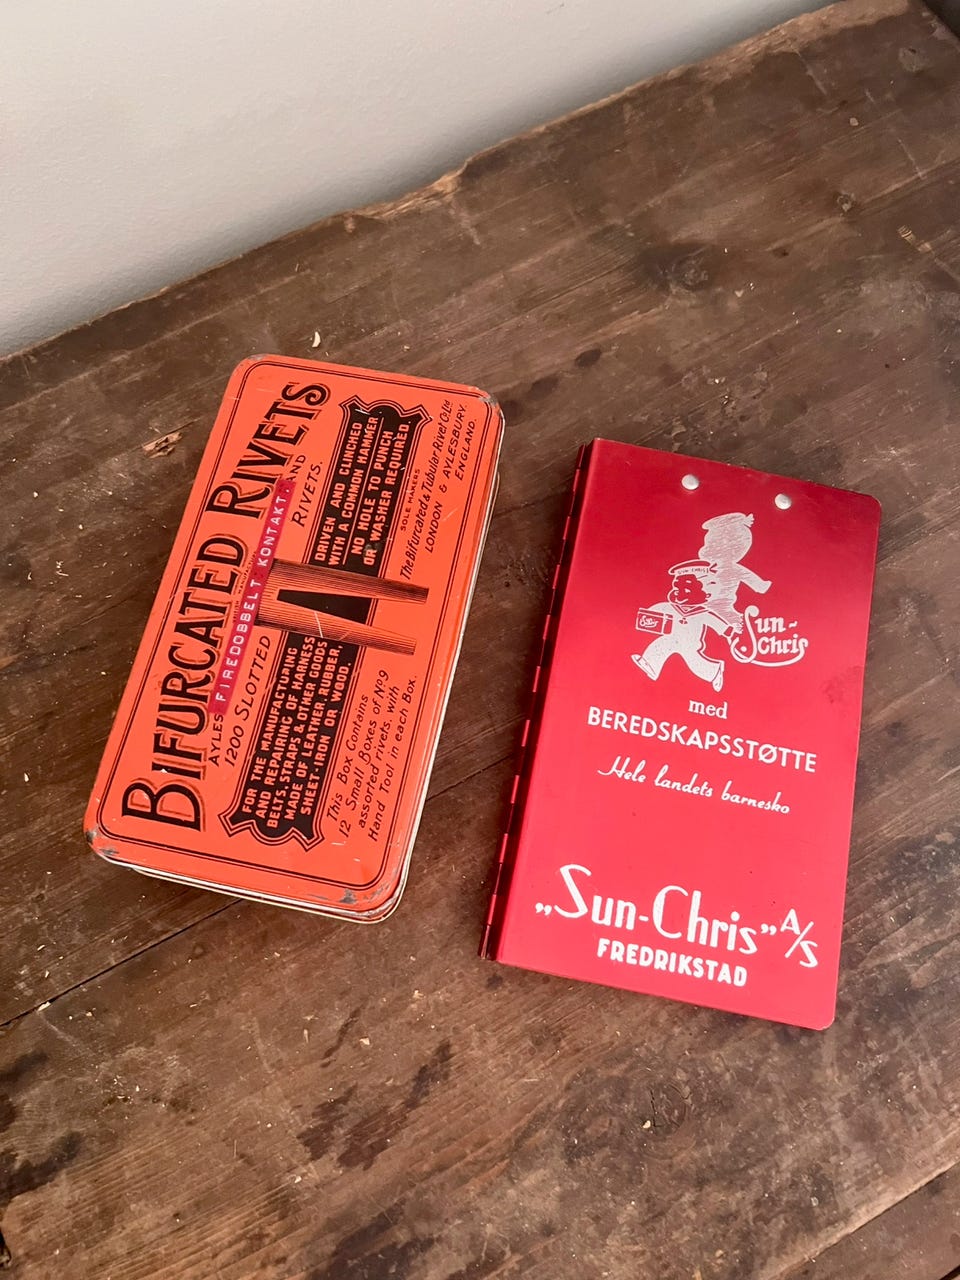 BIFURCATED RIVETS
FIREDOBBELT KONTAKT.
AYLES
AND
1200 SLOTTED
RIVETS.
FOR THE MANUFACTURING
AND REPAIRING OF HARNESS
BELTS, STRAPS & OTHER GOODS
MADE OF LEATHER, RUBBER,
SHEET-IRON OR WOOD.
DRIVEN AND CLINCHED
WITH A COMMON HAMMER
NO HOLE TO PUNCH
OR WASHER REQUIRED.
This Box Contains
12 Small Boxes of No9
assorted rivets, with
Hand Tool in each Box.
SOLE MAKERS
The Bifurcated & Tubular Rivet Co. Ltd
LONDON & AYLESBURY.
ENGLAND.
SUN-CHRIS
Sun-
Chris
med
BEREDSKAPSSTØTTE
Hele landets barnesko
„Sun-Chris” A/S
FREDRIKSTAD